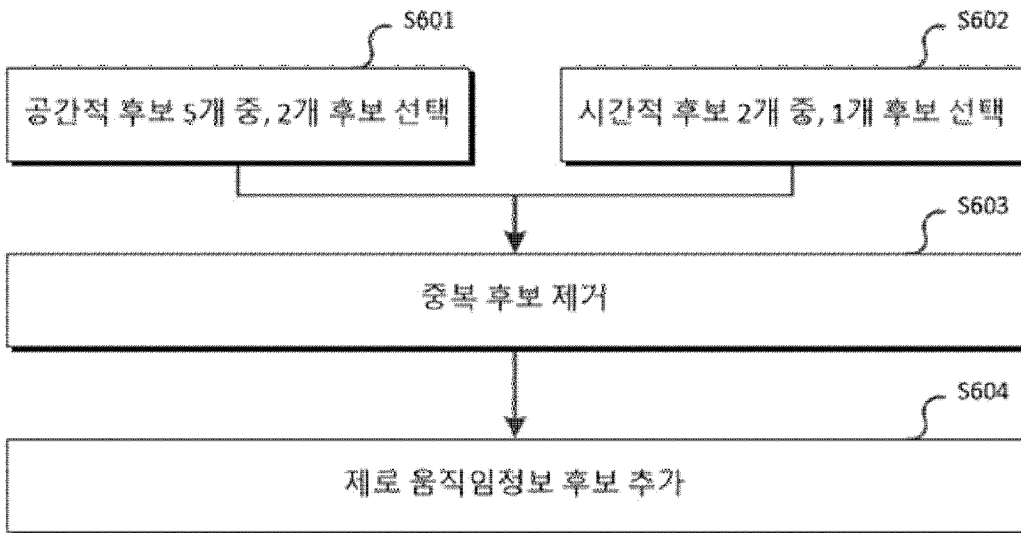 S601
S602
공간적 후보 5개 중, 2개 후보 선택
시간적 후보 2개 중, 1개 후보 선택
S603
중복 후보 제거
S604
제로 움직임정보 후보 추가